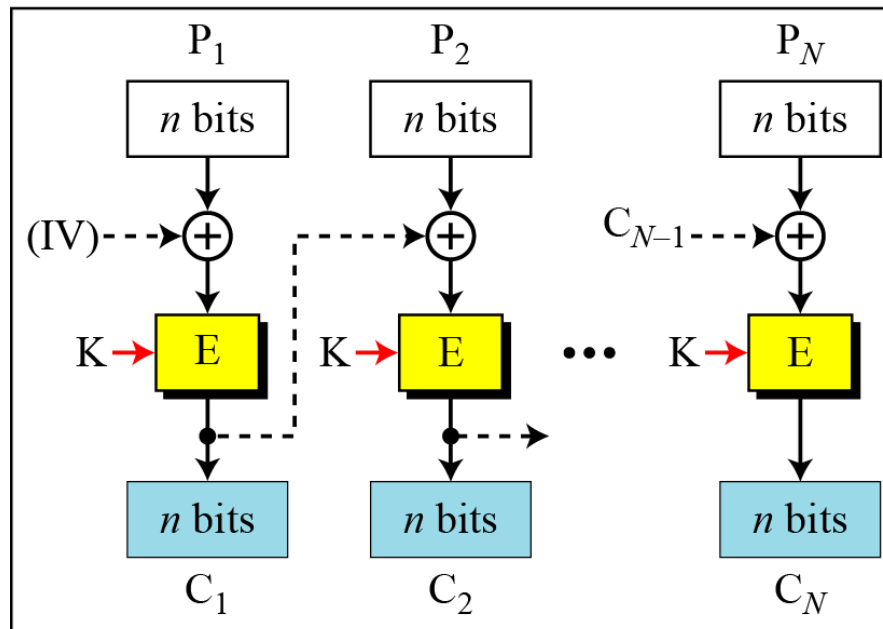 P1 P2 PN
n bits n bits n bits
(IV) + + CN–1 +
K E K E ••• K E
n bits n bits n bits
C1 C2 CN